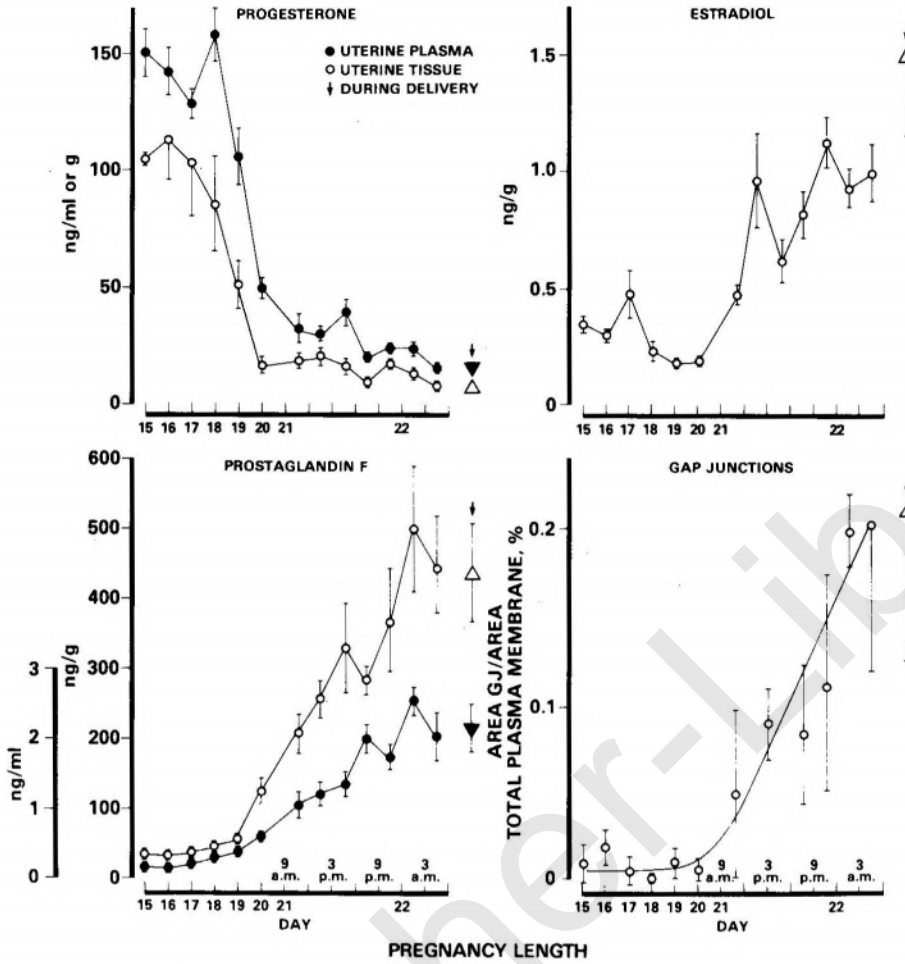 PROGESTERONE
ESTRADIOL
● UTERINE PLASMA
○ UTERINE TISSUE
↓ DURING DELIVERY
ng/ml or g
150
100
50
0
15 16 17 18 19 20 21 22
ng/g
1.5
1.0
0.5
0
15 16 17 18 19 20 21 22
PROSTAGLANDIN F
GAP JUNCTIONS
ng/g
600
500
400
300
200
100
0
ng/ml
3
2
1
0
9 a.m.
3 p.m.
9 p.m.
3 a.m.
15 16 17 18 19 20 21 22
DAY
AREA GJ/AREA
TOTAL PLASMA MEMBRANE, %
0.2
0.1
0
9 a.m.
3 p.m.
9 p.m.
3 a.m.
15 16 17 18 19 20 21 22
DAY
PREGNANCY LENGTH
her-Lib